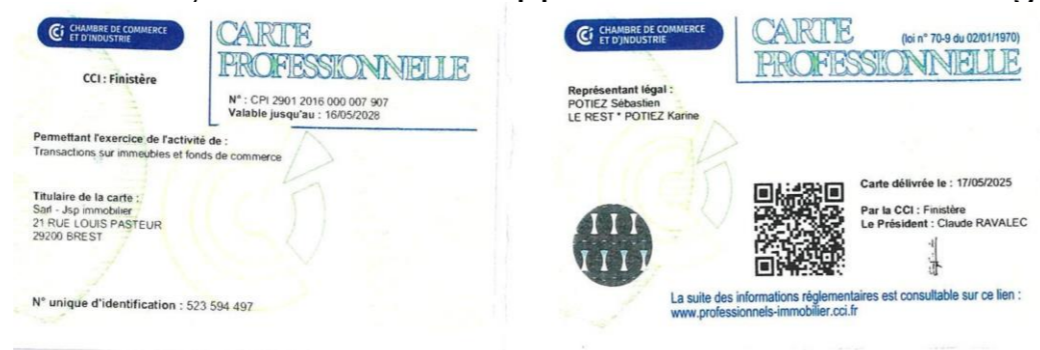 CHAMBRE DE COMMERCE
ET D'INDUSTRIE
CARTE
PROFESSIONNELLE
CCI : Finistère
N° : CPI 2901 2016 000 007 907
Valable jusqu'au : 16/05/2028
Permettant l'exercice de l'activité de :
Transactions sur immeubles et fonds de commerce
Titulaire de la carte :
Sarl - Jsp immobilier
21 RUE LOUIS PASTEUR
29200 BREST
N° unique d'identification : 523 594 497
CHAMBRE DE COMMERCE
ET D'INDUSTRIE
CARTE
(loi n° 70-9 du 02/01/1970)
PROFESSIONNELLE
Représentant légal :
POTIEZ Sébastien
LE REST * POTIEZ Karine
Carte délivrée le : 17/05/2025
Par la CCI : Finistère
Le Président : Claude RAVALEC
La suite des informations réglementaires est consultable sur ce lien :
www.professionnels-immobilier.cci.fr